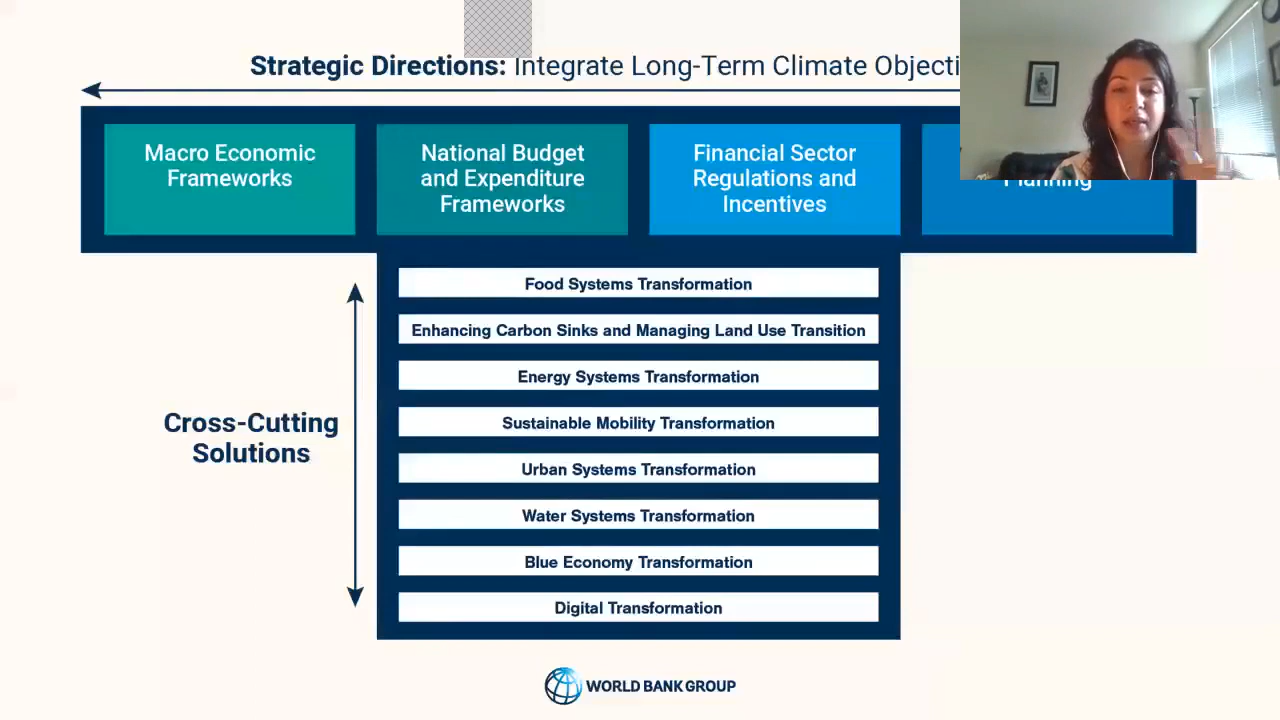 Strategic Directions: Integrate Long-Term Climate Objecti
Macro Economic
Frameworks
National Budget
and Expenditure
Frameworks
Financial Sector
Regulations and
Incentives
Planning
Food Systems Transformation
Enhancing Carbon Sinks and Managing Land Use Transition
Energy Systems Transformation
Sustainable Mobility Transformation
Urban Systems Transformation
Water Systems Transformation
Blue Economy Transformation
Digital Transformation
Cross-Cutting
Solutions
WORLD BANK GROUP